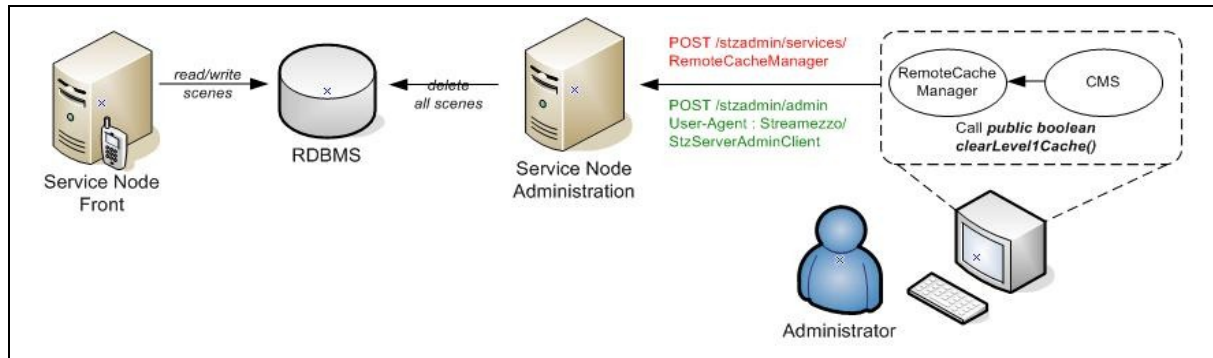 read/write
scenes
Service Node
Front
RDBMS
delete
all scenes
Service Node
Administration
POST /stzadmin/services/
RemoteCacheManager
POST /stzadmin/admin
User-Agent : Streamezzo/
StzServerAdminClient
RemoteCache
Manager
CMS
Call public boolean
clearLevel1Cache()
Administrator